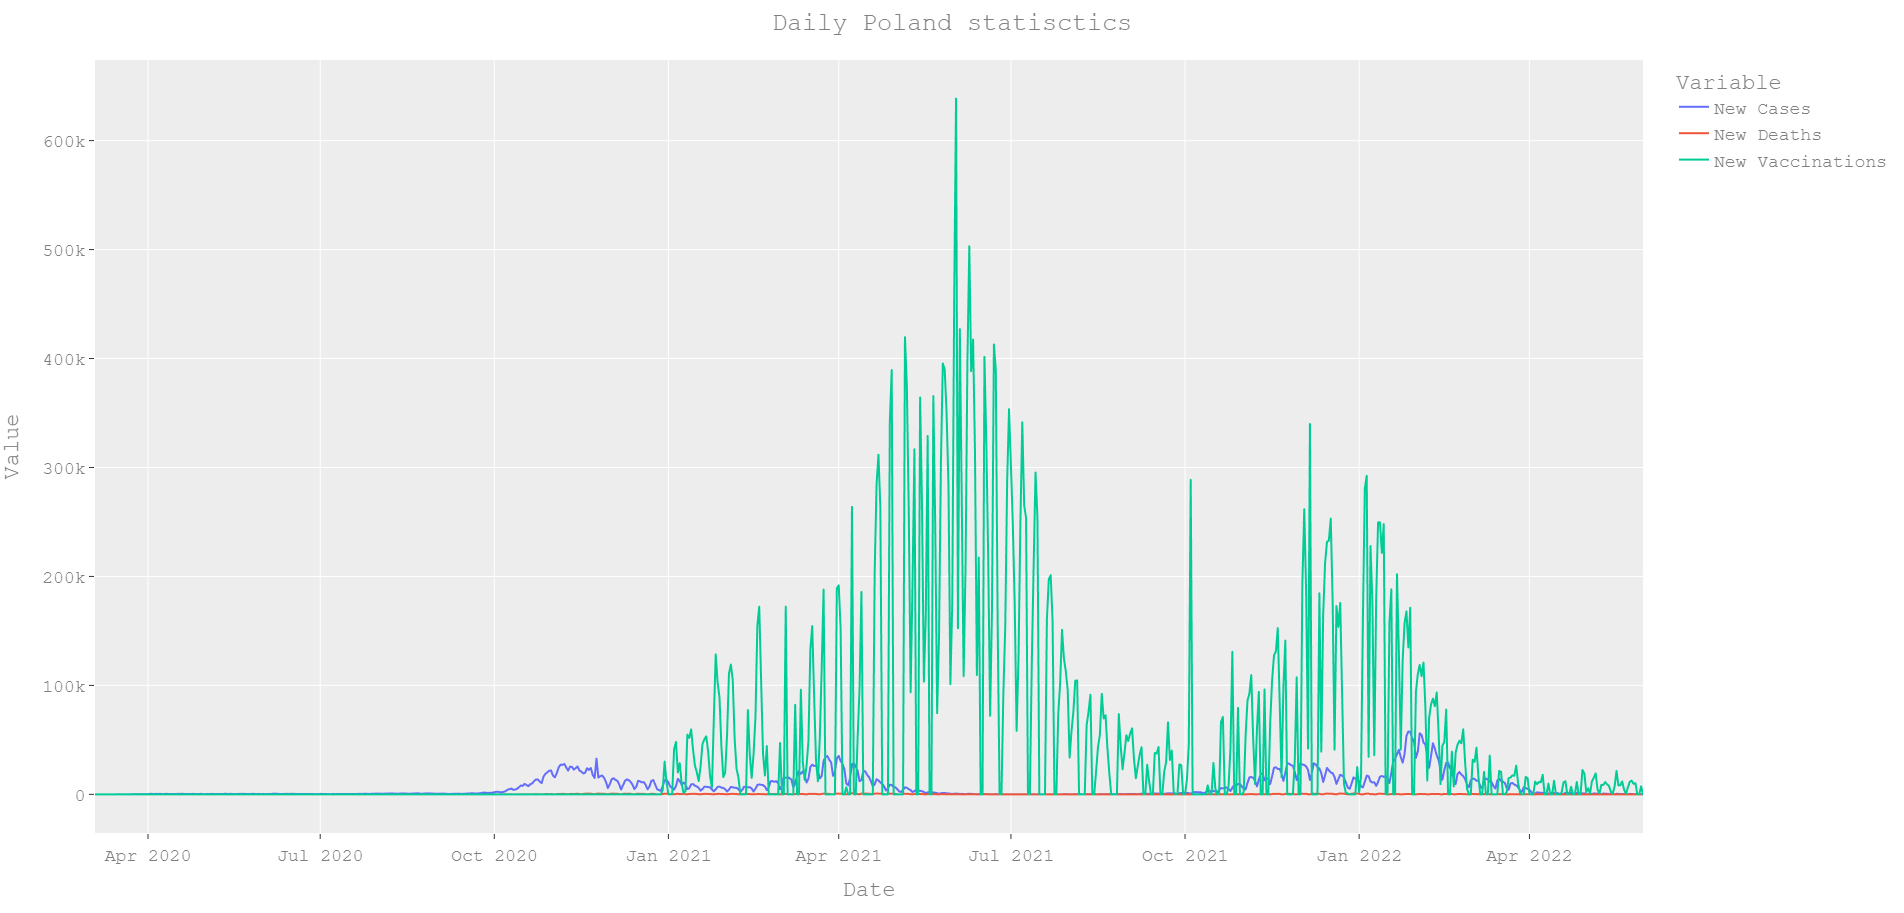 Daily Poland statisctics
Variable
New Cases
New Deaths
New Vaccinations
600k
500k
400k
300k
200k
100k
0
Value
Apr 2020
Jul 2020
Oct 2020
Jan 2021
Apr 2021
Jul 2021
Oct 2021
Jan 2022
Apr 2022
Date